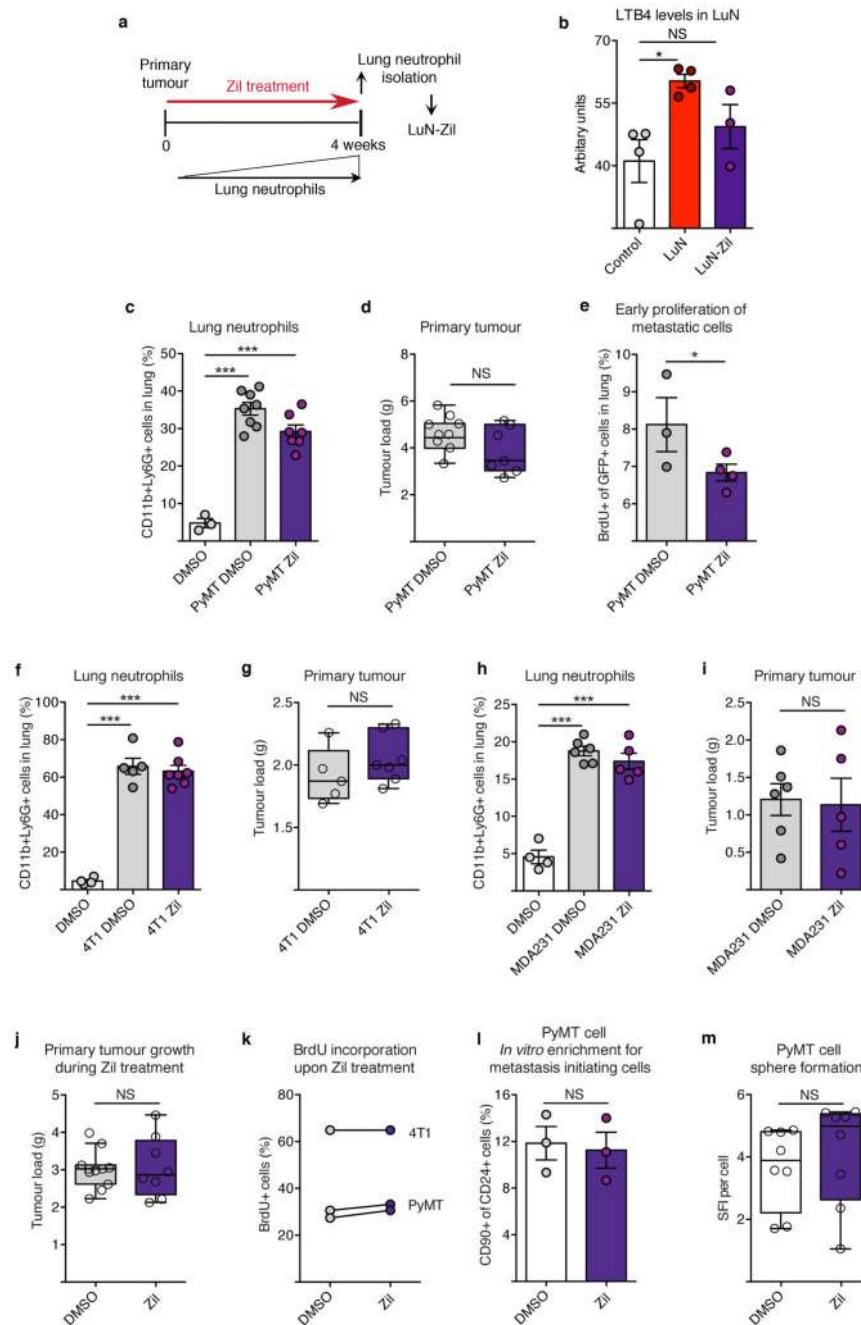 a
Primary
tumour
Zil treatment
Lung neutrophil
isolation
LuN-Zil
0
4 weeks
Lung neutrophils
b
LTB4 levels in LuN
NS
*
70
55
40
Arbitary units
Control
LuN
LuN-Zil
c
Lung neutrophils
***
***
50
40
30
20
10
CD11b+Ly6G+ cells in lung (%)
DMSO
PyMT DMSO
PyMT Zil
d
Primary tumour
NS
8
6
4
2
Tumour load (g)
PyMT DMSO
PyMT Zil
e
Early proliferation of
metastatic cells
*
10
9
8
7
6
BrdU+ of GFP+ cells in lung (%)
PyMT DMSO
PyMT Zil
f
Lung neutrophils
***
***
100
80
60
40
20
CD11b+Ly6G+ cells in lung (%)
DMSO
4T1 DMSO
4T1 Zil
g
Primary tumour
NS
2.5
2.0
1.5
Tumour load (g)
4T1 DMSO
4T1 Zil
h
Lung neutrophils
***
***
25
20
15
10
5
CD11b+Ly6G+ cells in lung (%)
DMSO
MDA231 DMSO
MDA231 Zil
i
Primary tumour
NS
2.5
2.0
1.5
1.0
0.5
Tumour load (g)
MDA231 DMSO
MDA231 Zil
j
Primary tumour growth
during Zil treatment
NS
5
4
3
2
1
Tumour load (g)
DMSO
Zil
k
BrdU incorporation
upon Zil treatment
80
60
40
20
BrdU+ cells (%)
4T1
PyMT
DMSO
Zil
l
PyMT cell
In vitro enrichment for
metastasis initiating cells
NS
16
12
8
4
CD90+ of CD24+ cells (%)
DMSO
Zil
m
PyMT cell
sphere formation
NS
6
4
2
SFI per cell
DMSO
Zil